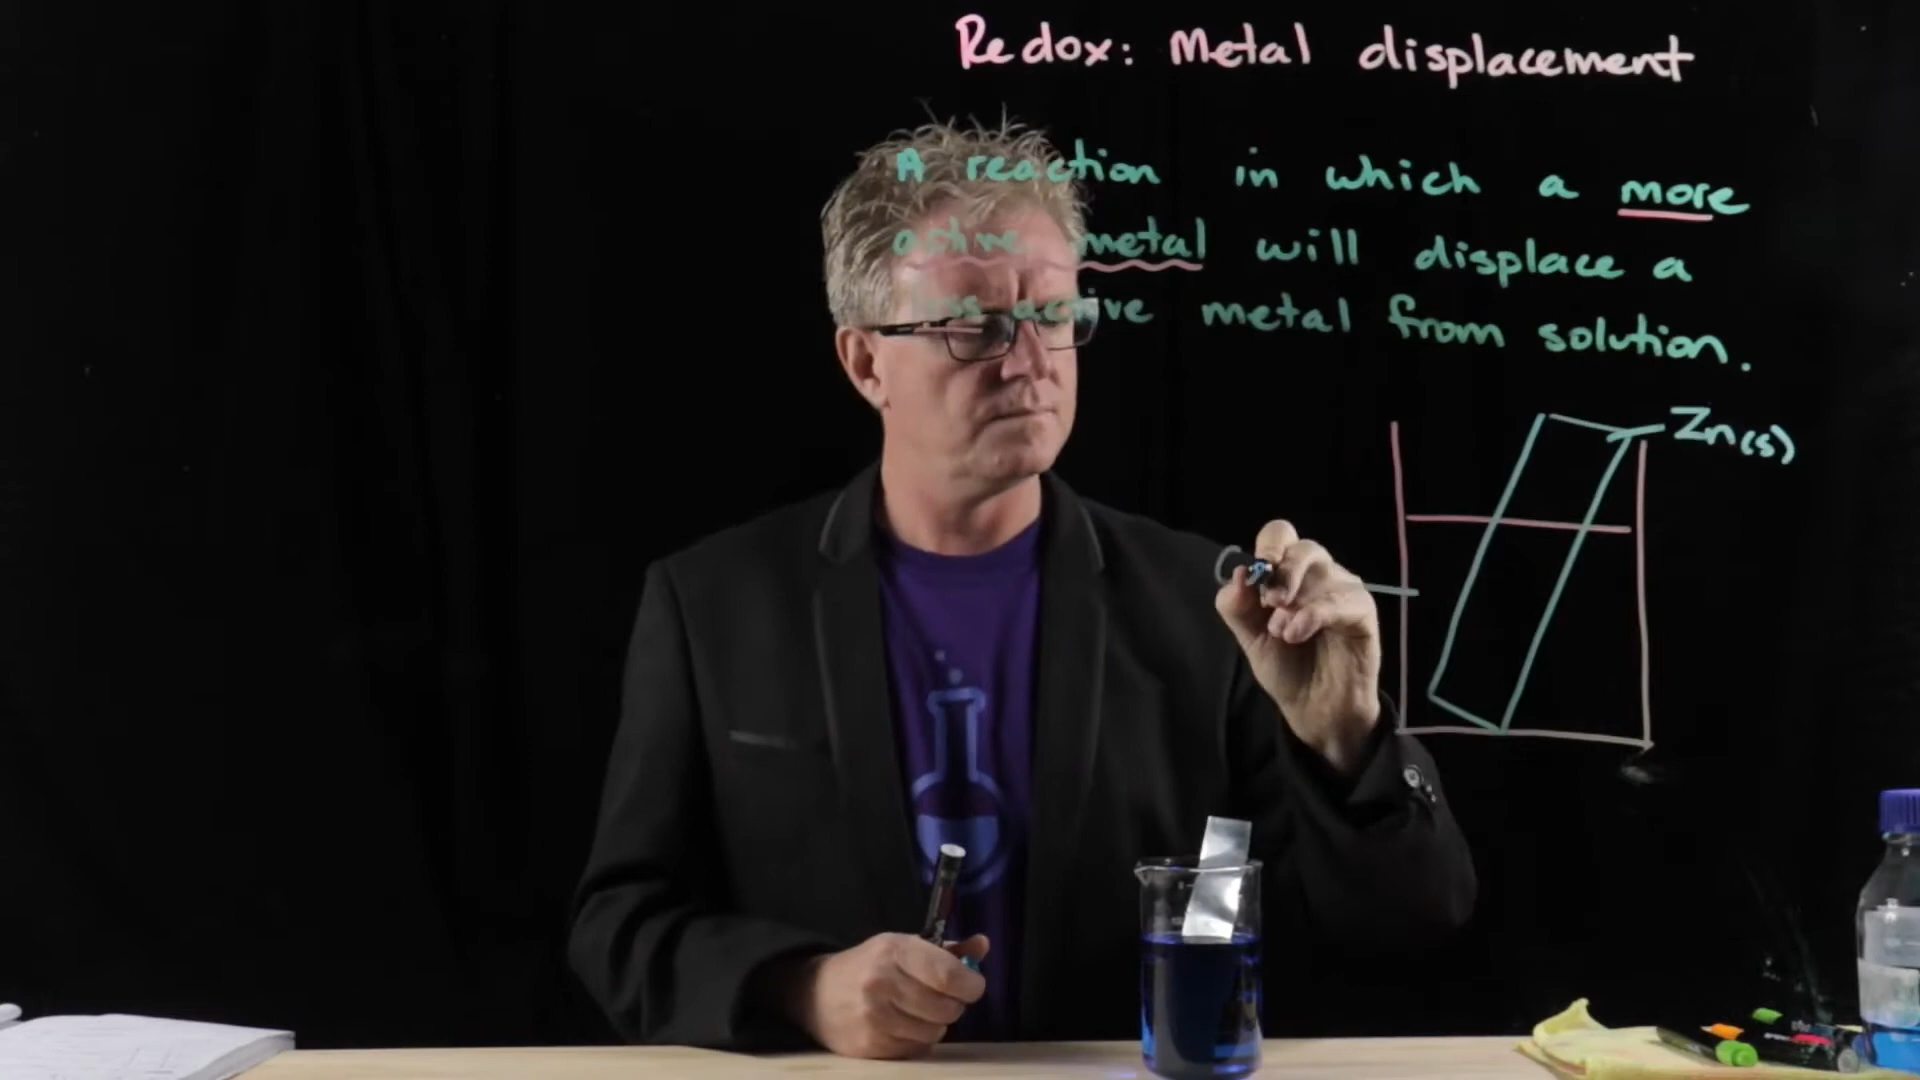 Redox: Metal displacement
A reaction in which a more
active metal will displace a
less active metal from solution.
Zn(s)